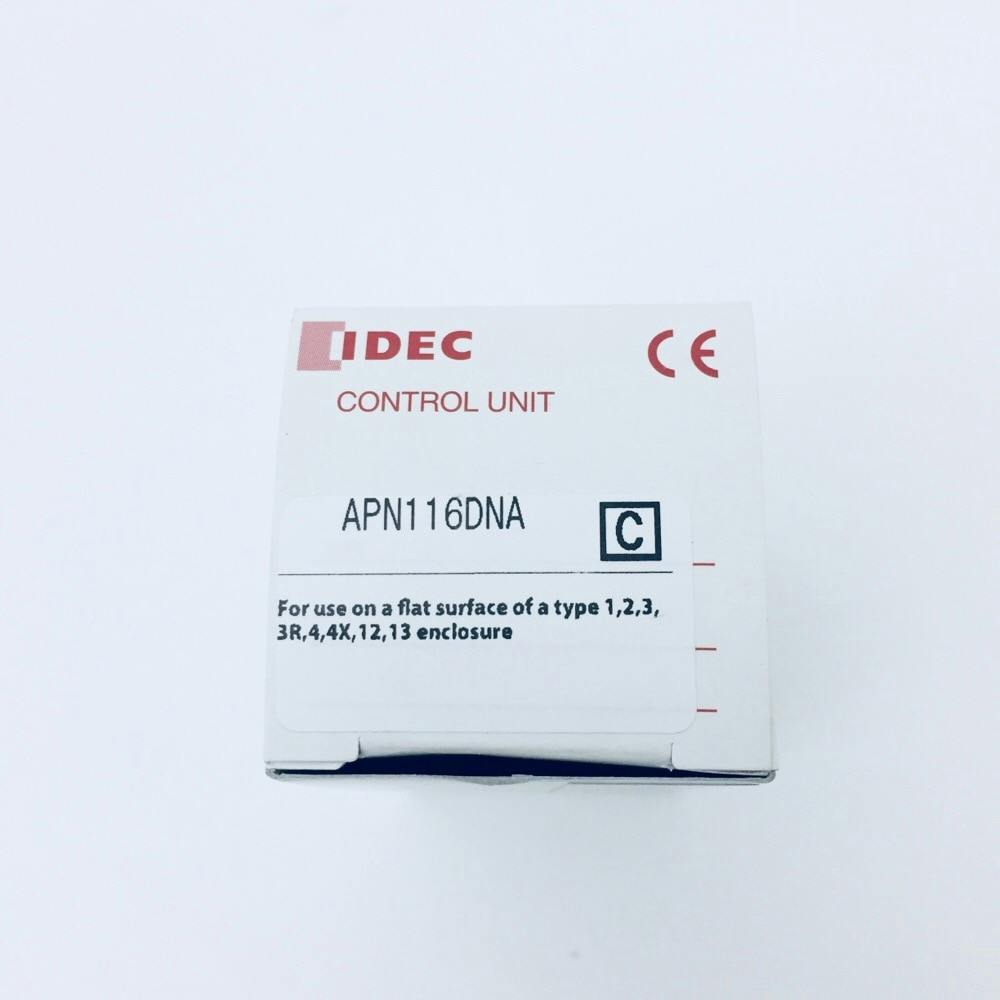 IDEC
CE
CONTROL UNIT
APN116DNA
C
For use on a flat surface of a type 1,2,3,
3R,4,4X,12,13 enclosure